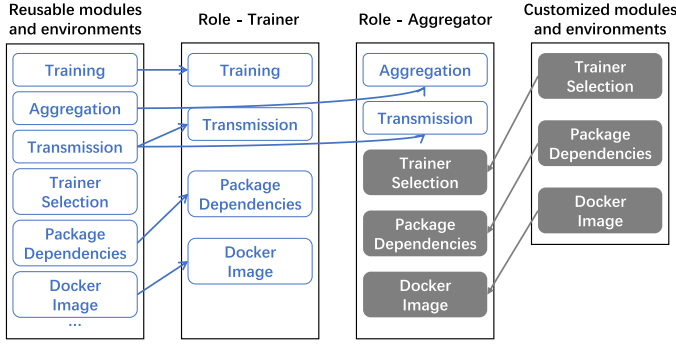 Reusable modules
and environments
Training
Aggregation
Transmission
Trainer
Selection
Package
Dependencies
Docker
Image
...
Role - Trainer
Training
Transmission
Package
Dependencies
Docker
Image
Role - Aggregator
Aggregation
Transmission
Trainer
Selection
Package
Dependencies
Docker
Image
Customized modules
and environments
Trainer
Selection
Package
Dependencies
Docker
Image